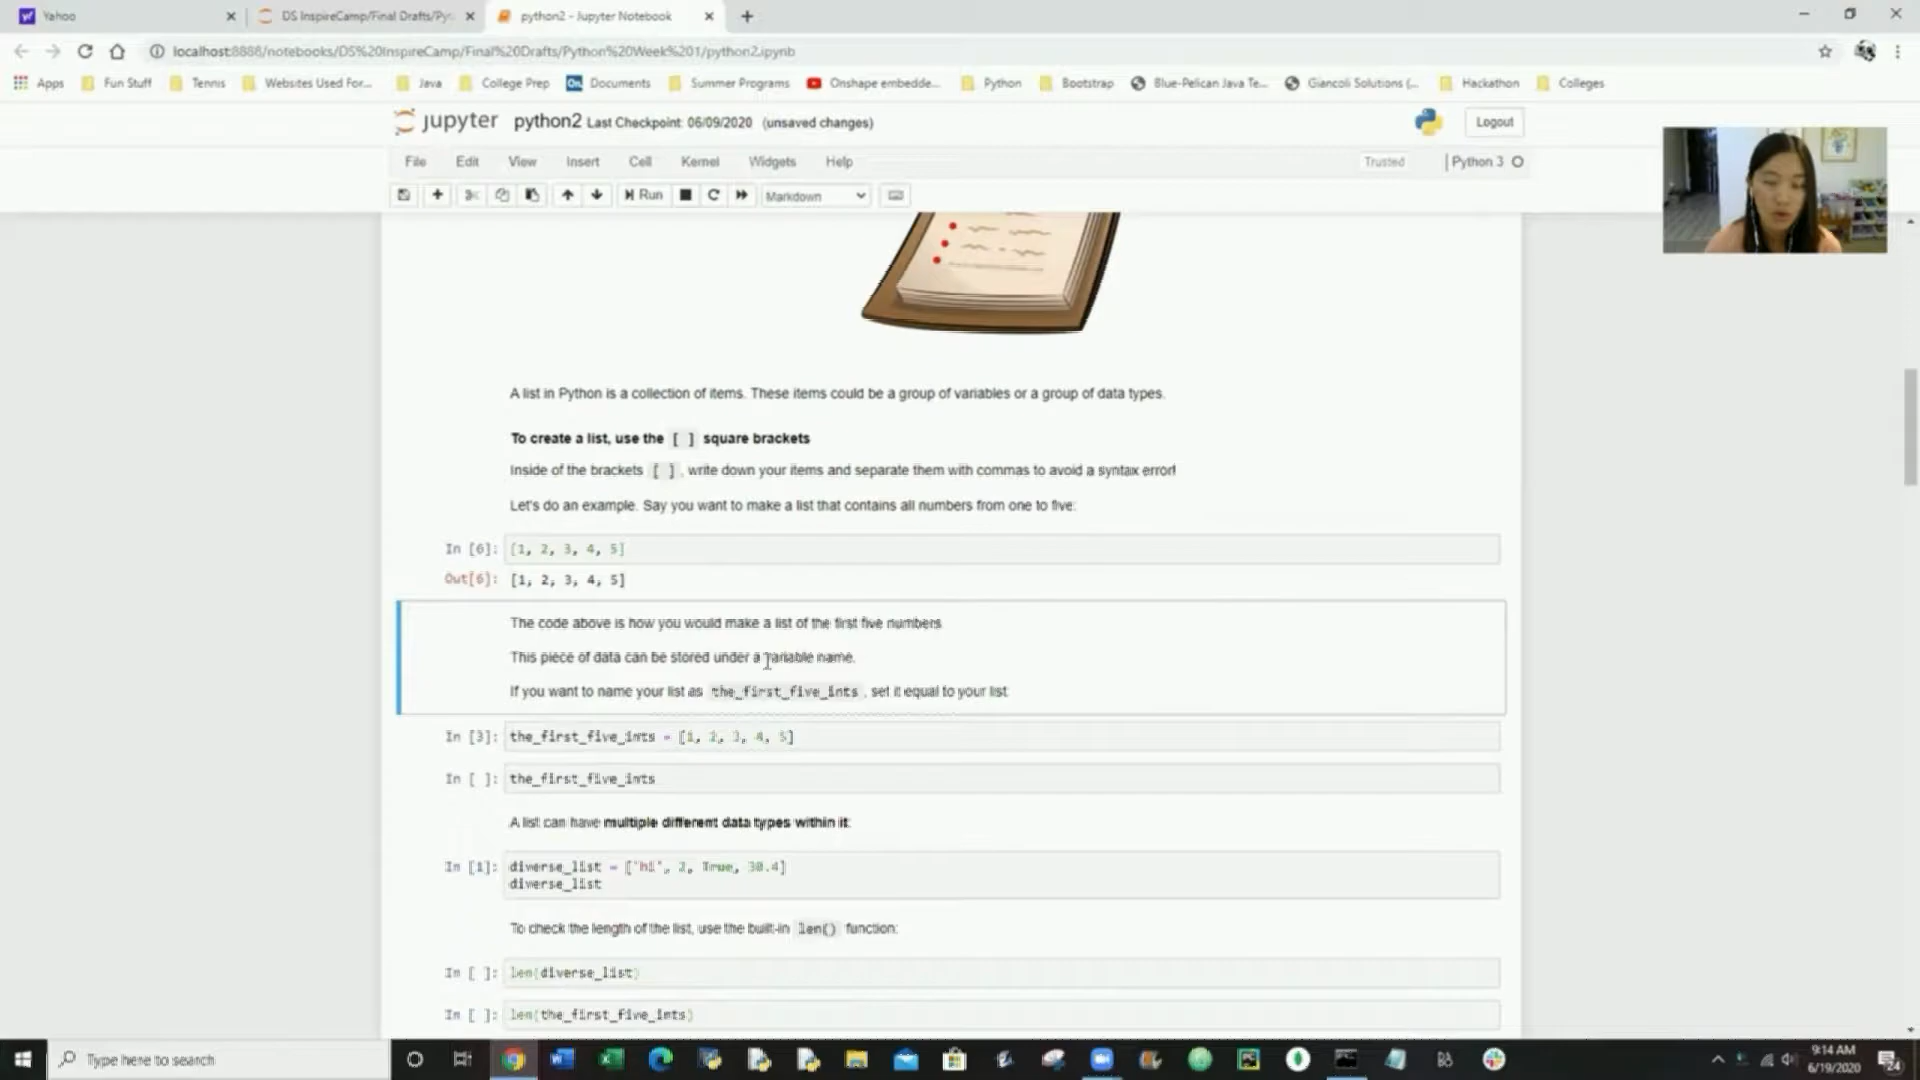 Yahoo
DS InspireCamp/Final Drafts/Pyt
python2 - Jupyter Notebook
localhost:8888/notebooks/DS%20InspireCamp/Final%20Drafts/Python%20Week%201/python2.ipynb
Apps Fun Stuff Tennis Websites Used For... Java College Prep Documents Summer Programs Onshape embedde... Python Bootstrap Blue-Pelican Java Te... Giancoli Solutions (... Hackathon Colleges
jupyter python2 Last Checkpoint: 06/09/2020 (unsaved changes) Logout
File Edit View Insert Cell Kernel Widgets Help Trusted Python 3
Run Markdown
A list in Python is a collection of items. These items could be a group of variables or a group of data types.
To create a list, use the [ ] square brackets
Inside of the brackets [ ], write down your items and separate them with commas to avoid a syntax error!
Let's do an example. Say you want to make a list that contains all numbers from one to five:
In [6]: [1, 2, 3, 4, 5]
Out[6]: [1, 2, 3, 4, 5]
The code above is how you would make a list of the first five numbers
This piece of data can be stored under a variable name.
If you want to name your list as the_first_five_ints, set it equal to your list:
In [3]: the_first_five_ints = [1, 2, 3, 4, 5]
In [ ]: the_first_five_ints
A list can have multiple different data types within it:
In [1]: diverse_list = ["hi", 2, True, 30.4]
diverse_list
To check the length of the list, use the built-in len() function:
In [ ]: len(diverse_list)
In [ ]: len(the_first_five_ints)
Type here to search
9:14 AM
6/19/2020
24